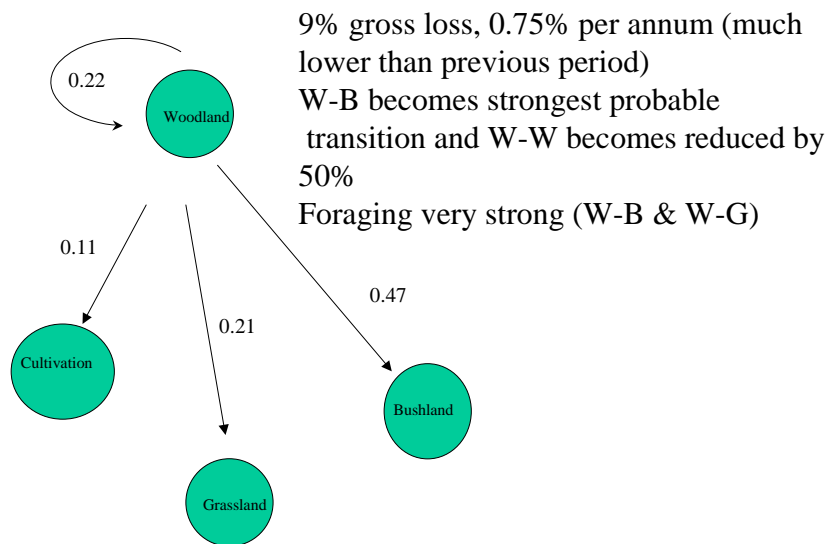 9% gross loss, 0.75% per annum (much
lower than previous period)
W-B becomes strongest probable
transition and W-W becomes reduced by
50%
Foraging very strong (W-B & W-G)
0.22
Woodland
0.11
0.21
0.47
Cultivation
Bushland
Grassland